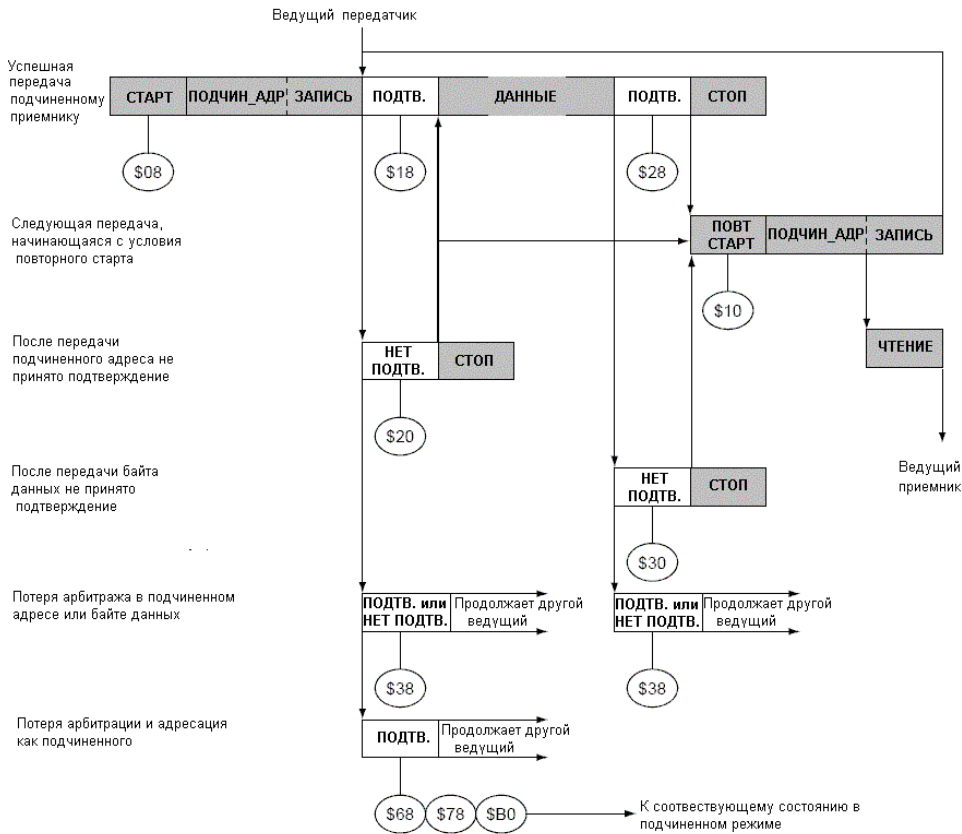 Ведущий передатчик
Успешная
передача
подчиненному
приемнику
СТАРТ ПОДЧИН_АДР ЗАПИСЬ ПОДТВ. ДАННЫЕ ПОДТВ. СТОП
$08 $18 $28
Следующая передача,
начинающаяся с условия
повторного старта
ПОВТ
СТАРТ
ПОДЧИН_АДР ЗАПИСЬ
$10
После передачи
подчиненного адреса не
принято подтверждение
НЕТ
ПОДТВ.
СТОП
ЧТЕНИЕ
$20
После передачи байта
данных не принято
подтверждение
НЕТ
ПОДТВ.
СТОП
Ведущий
приемник
$30
Потеря арбитража в подчиненном
адресе или байте данных
ПОДТВ. или
НЕТ ПОДТВ.
Продолжает другой
ведущий
ПОДТВ. или
НЕТ ПОДТВ.
Продолжает другой
ведущий
$38 $38
Потеря арбитрации и адресация
как подчиненного
ПОДТВ.
Продолжает другой
ведущий
$68 $78 $B0
К соотвествующему состоянию в
подчиненном режиме